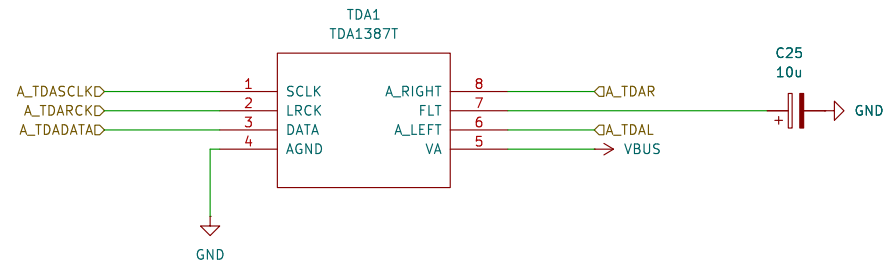 TDA1
TDA1387T
C25
10u
A_TDASCLK 1 SCLK A_RIGHT 8 A_TDAR
A_TDARCK 2 LRCK FLT 7 + GND
A_TDADATA 3 DATA A_LEFT 6 A_TDAL
4 AGND VA 5 VBUS
GND